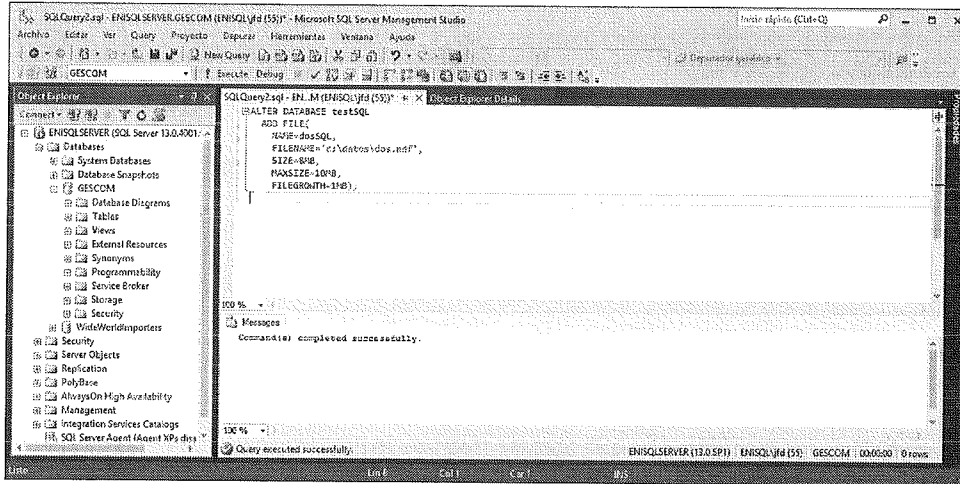 SQLQuery2.sql - ENISQLSERVER.GESCOM (ENISQL\jfd (55))* - Microsoft SQL Server Management Studio
Inicio rápido (Ctrl+Q)
Archivo Editar Ver Query Proyecto Depurar Herramientas Ventana Ayuda
New Query
GESCOM Execute Debug
Object Explorer
Connect
ENISQLSERVER (SQL Server 13.0.4001.
Databases
System Databases
Database Snapshots
GESCOM
Database Diagrams
Tables
Views
External Resources
Synonyms
Programmability
Service Broker
Storage
Security
WideWorldImporters
Security
Server Objects
Replication
PolyBase
AlwaysOn High Availability
Management
Integration Services Catalogs
SQL Server Agent (Agent XPs disa
SQLQuery2.sql - EN...M (ENISQL\jfd (55))* Object Explorer Details
ALTER DATABASE testSQL
ADD FILE(
NAME=dosSQL,
FILENAME='c:\datos\dos.ndf',
SIZE=8MB,
MAXSIZE=10MB,
FILEGROWTH=1MB);
100 %
Messages
Command(s) completed successfully.
100 %
Query executed successfully.
ENISQLSERVER (13.0 SP1) ENISQL\jfd (55) GESCOM 00:00:00 0 rows
Listo
Col 1
Car 1
INS